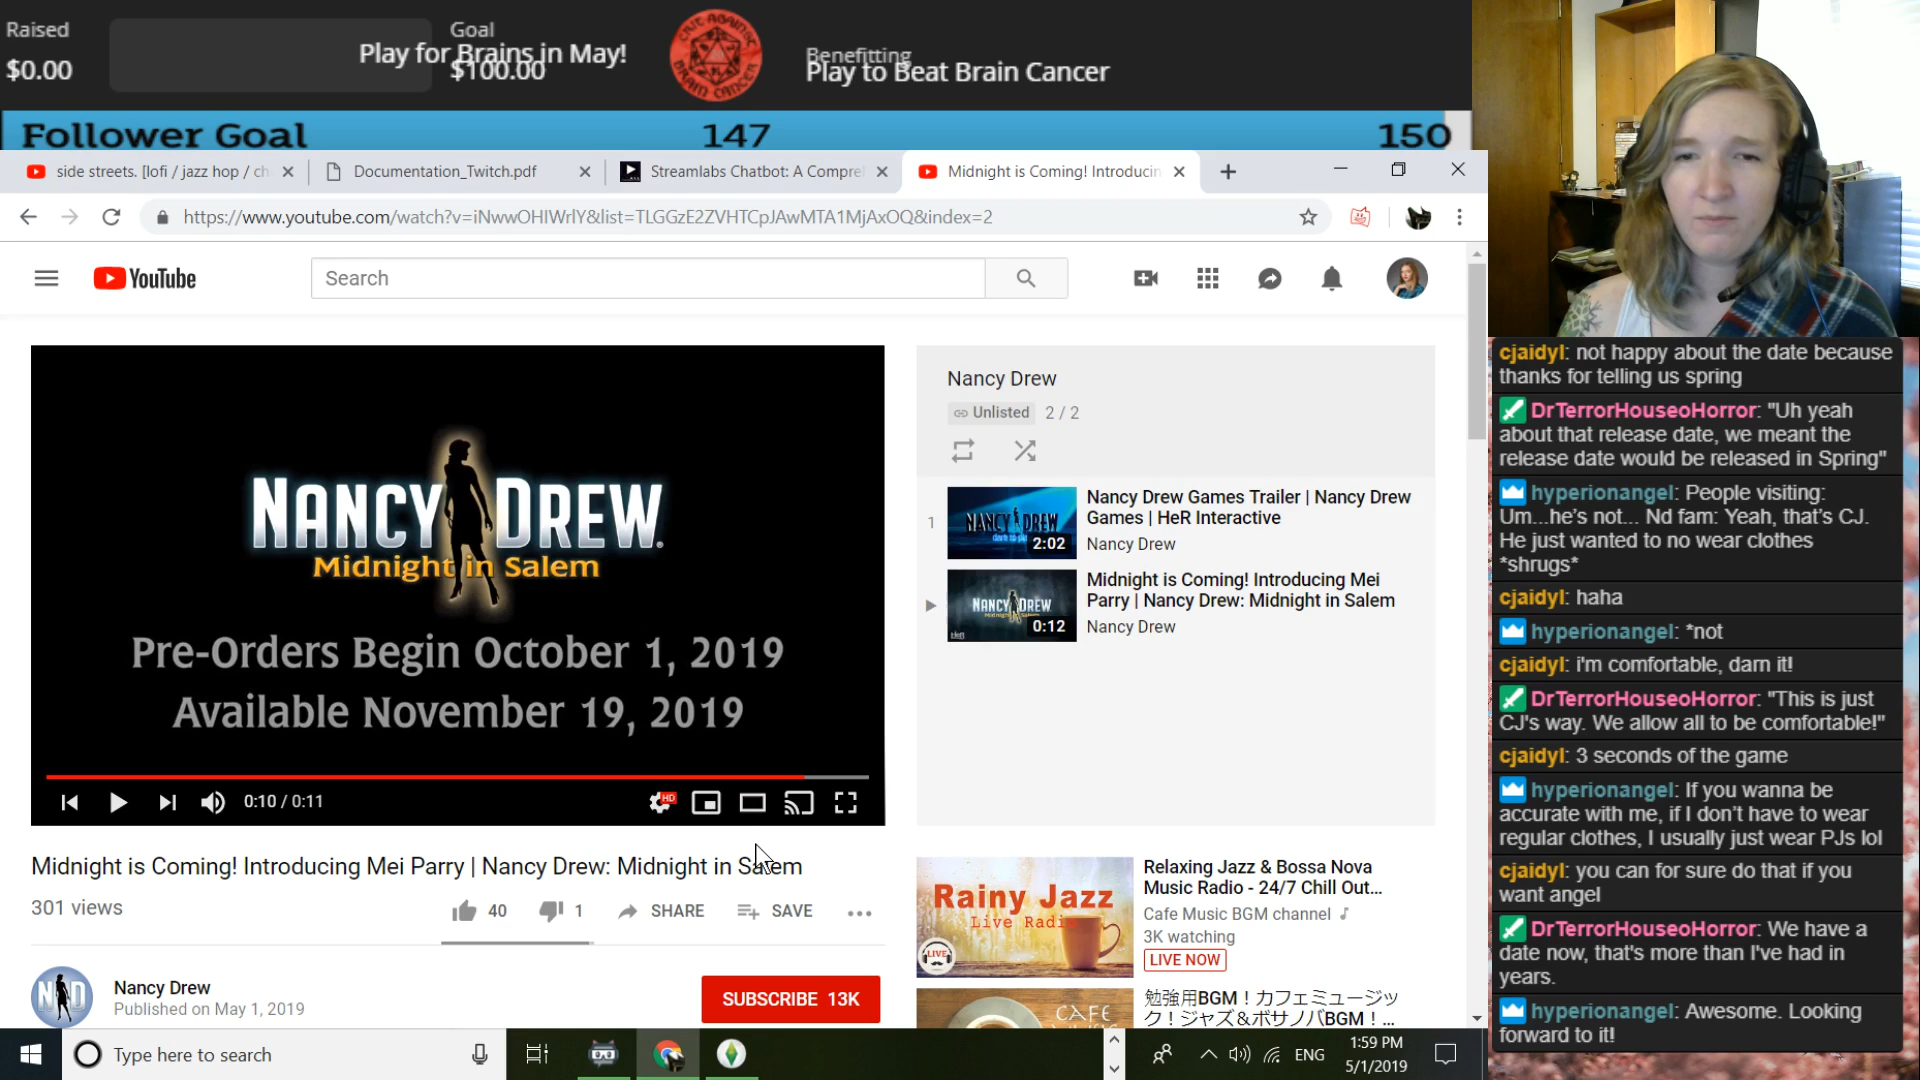 Raised
$0.00
Play for Brains in May!
Goal
$100.00
CRIT AGAINST
BRAIN CANCER
Benefitting
Play to Beat Brain Cancer
Follower Goal 147 150
side streets. [lofi / jazz hop / ch
Documentation_Twitch.pdf
Streamlabs Chatbot: A Compre
Midnight is Coming! Introducin
https://www.youtube.com/watch?v=iNwwOHIWrlY&list=TLGGzE2ZVHTCpJAwMTA1MjAxOQ&index=2
YouTube
Search
NANCY DREW
Midnight in Salem
Pre-Orders Begin October 1, 2019
Available November 19, 2019
0:10 / 0:11
HD
Midnight is Coming! Introducing Mei Parry | Nancy Drew: Midnight in Salem
301 views
40
1
SHARE
SAVE
Nancy Drew
Published on May 1, 2019
SUBSCRIBE 13K
Nancy Drew
Unlisted 2 / 2
1
NANCY DREW
2:02
Nancy Drew Games Trailer | Nancy Drew
Games | HeR Interactive
Nancy Drew
NANCY DREW
0:12
Midnight is Coming! Introducing Mei
Parry | Nancy Drew: Midnight in Salem
Nancy Drew
Rainy Jazz
Live Radio
LIVE
Relaxing Jazz & Bossa Nova
Music Radio - 24/7 Chill Out...
Cafe Music BGM channel
3K watching
LIVE NOW
CAFE
勉強用BGM！カフェミュージッ
ク！ジャズ＆ボサノバBGM！...
cjaidyl: not happy about the date because
thanks for telling us spring
DrTerrorHouseoHorror: "Uh yeah
about that release date, we meant the
release date would be released in Spring"
hyperionangel: People visiting:
Um...he's not... Nd fam: Yeah, that's CJ.
He just wanted to no wear clothes
*shrugs*
cjaidyl: haha
hyperionangel: *not
cjaidyl: i'm comfortable, darn it!
DrTerrorHouseoHorror: "This is just
CJ's way. We allow all to be comfortable!"
cjaidyl: 3 seconds of the game
hyperionangel: If you wanna be
accurate with me, if I don't have to wear
regular clothes, I usually just wear PJs lol
cjaidyl: you can for sure do that if you
want angel
DrTerrorHouseoHorror: We have a
date now, that's more than I've had in
years.
hyperionangel: Awesome. Looking
forward to it!
Type here to search
ENG
1:59 PM
5/1/2019